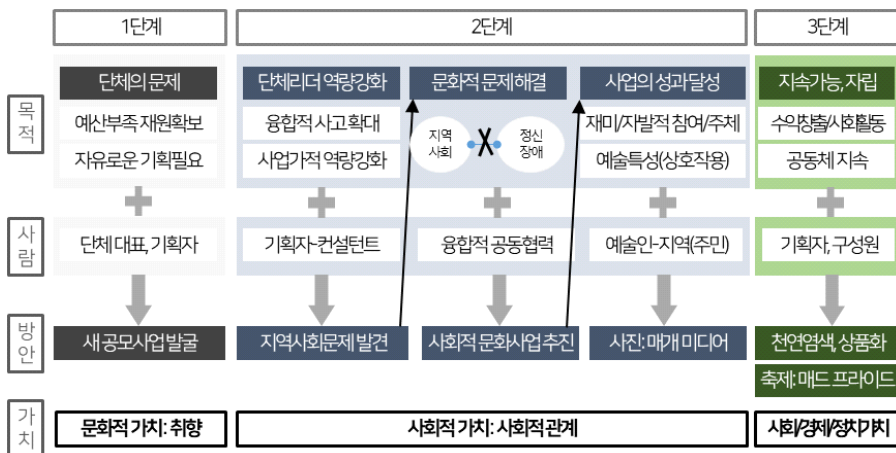 1단계
2단계
3단계
목적
단체의 문제
단체리더 역량강화
문화적 문제 해결
사업의 성과 달성
지속가능, 자립
예산부족 재원확보
융합적 사고 확대
지역
사회
정신
장애
재미/자발적 참여/주체
수익창출/사회활동
자유로운 기획필요
사업가적 역량강화
예술특성(상호작용)
공동체 지속
사람
단체 대표, 기획자
기획자-컨설턴트
융합적 공동협력
예술인-지역(주민)
기획자, 구성원
방안
새 공모사업 발굴
지역사회문제 발견
사회적 문화사업 추진
사진: 매개 미디어
천연염색, 상품화
축제: 매드 프라이드
가치
문화적 가치: 취향
사회적 가치: 사회적 관계
사회/경제/정치가치